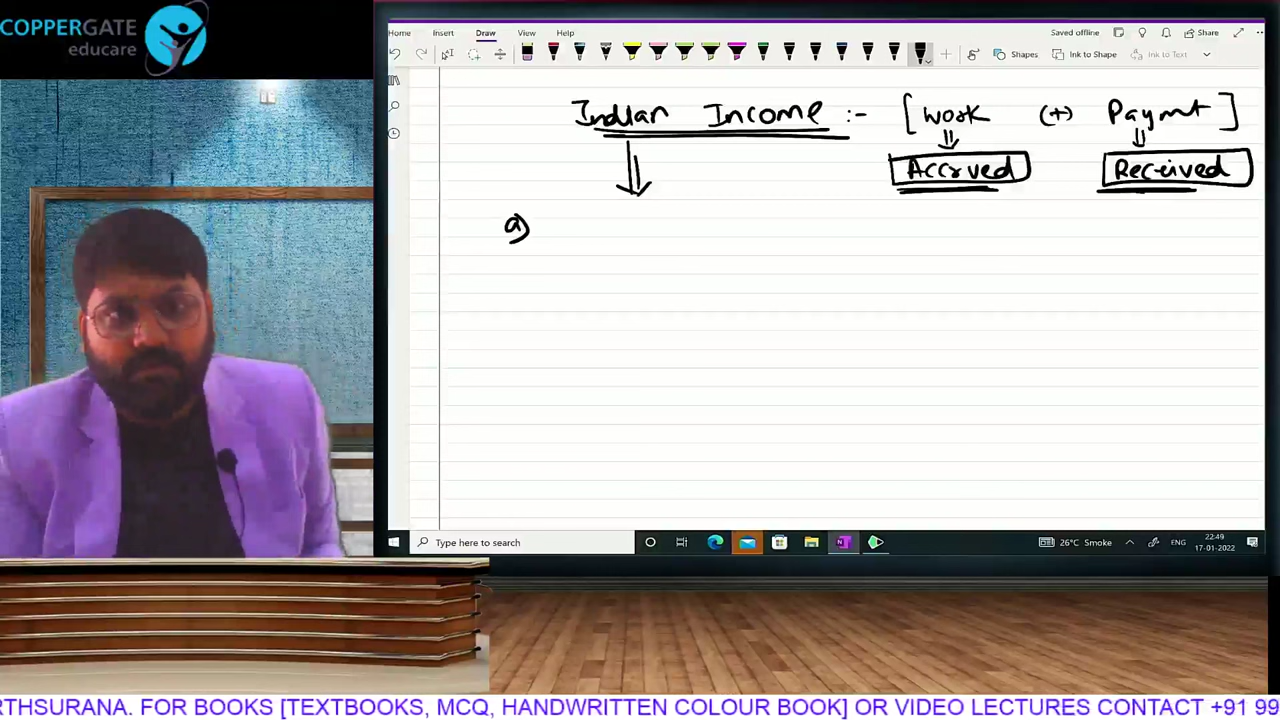 COPPERGATE
educare
Home Insert Draw View Help
Saved offline
Share
Shapes
Ink to Shape
Ink to Text
Indian Income :- [ Work (+) Paymt ]
Accrued Received
a)
Type here to search
26°C Smoke
ENG
22:49
17-01-2022
RTHSURANA. FOR BOOKS [TEXTBOOKS, MCQ, HANDWRITTEN COLOUR BOOK] OR VIDEO LECTURES CONTACT +91 99